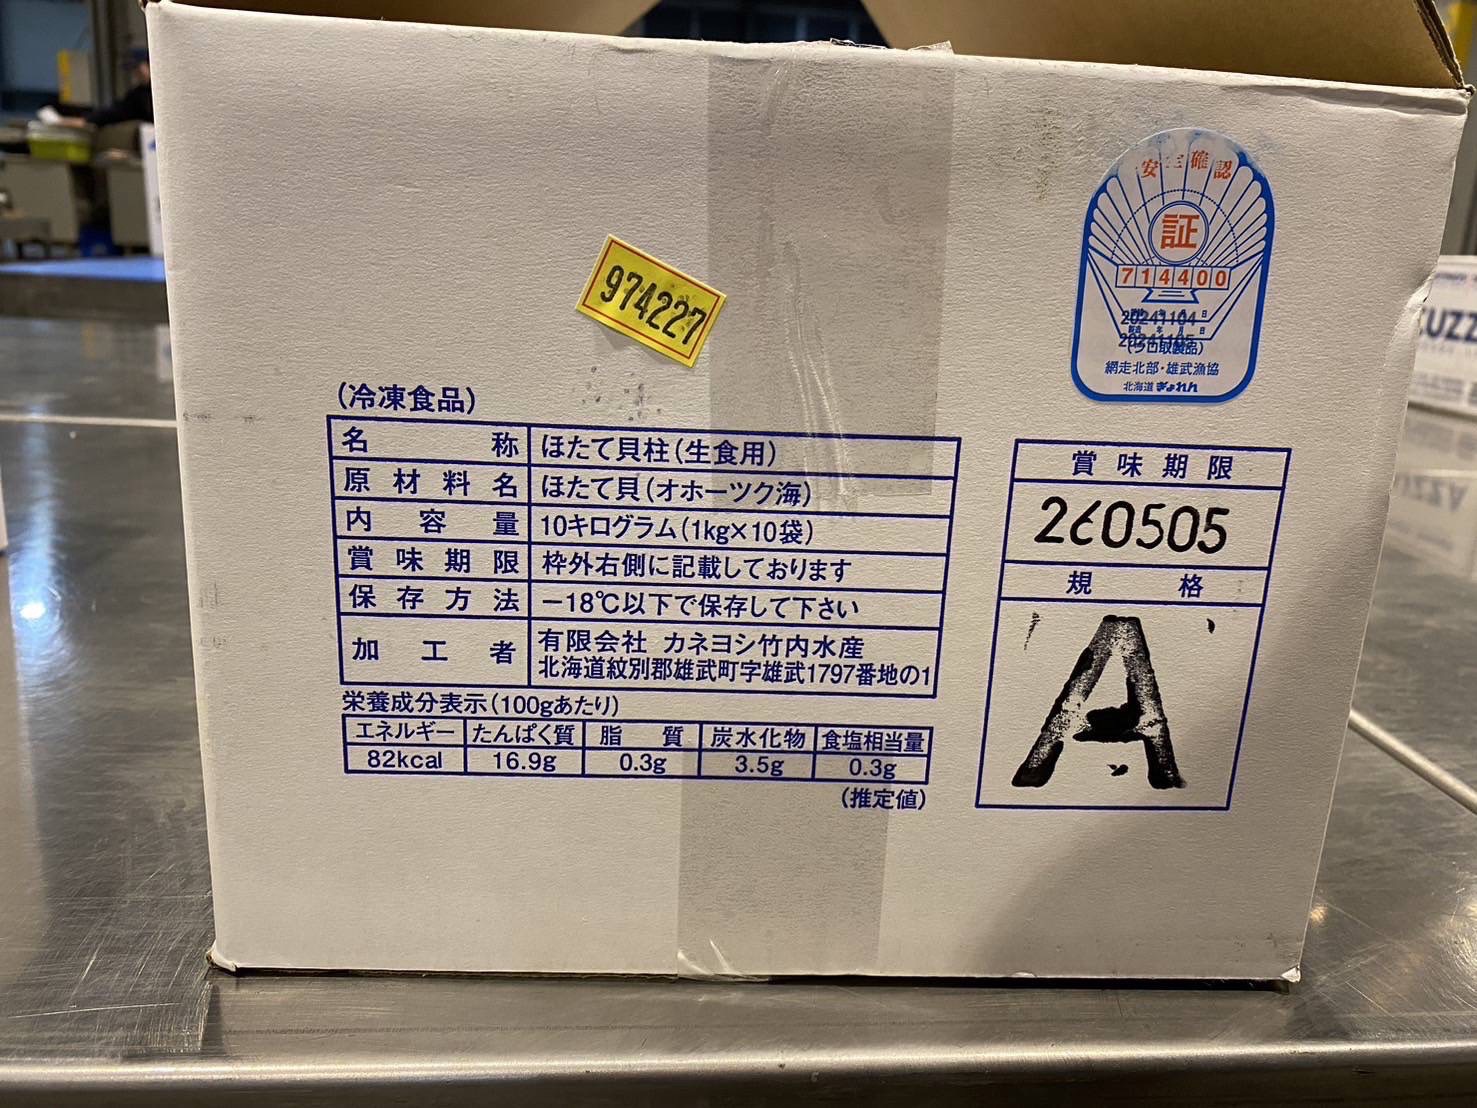 安全確認
証
714400
20241104
20241105
(ウロ取製品)
網走北部・雄武漁協
北海道ぎょれん
974227
(冷凍食品)
名称 ほたて貝柱(生食用)
原材料名 ほたて貝(オホーツク海)
内容量 10キログラム(1kg×10袋)
賞味期限 枠外右側に記載しております
保存方法 −18℃以下で保存して下さい
加工者 有限会社 カネヨシ竹内水産
北海道紋別郡雄武町字雄武1797番地の1
賞味期限
260505
規格
A
栄養成分表示(100gあたり)
エネルギー たんぱく質 脂質 炭水化物 食塩相当量
82kcal 16.9g 0.3g 3.5g 0.3g
(推定値)
UZZ